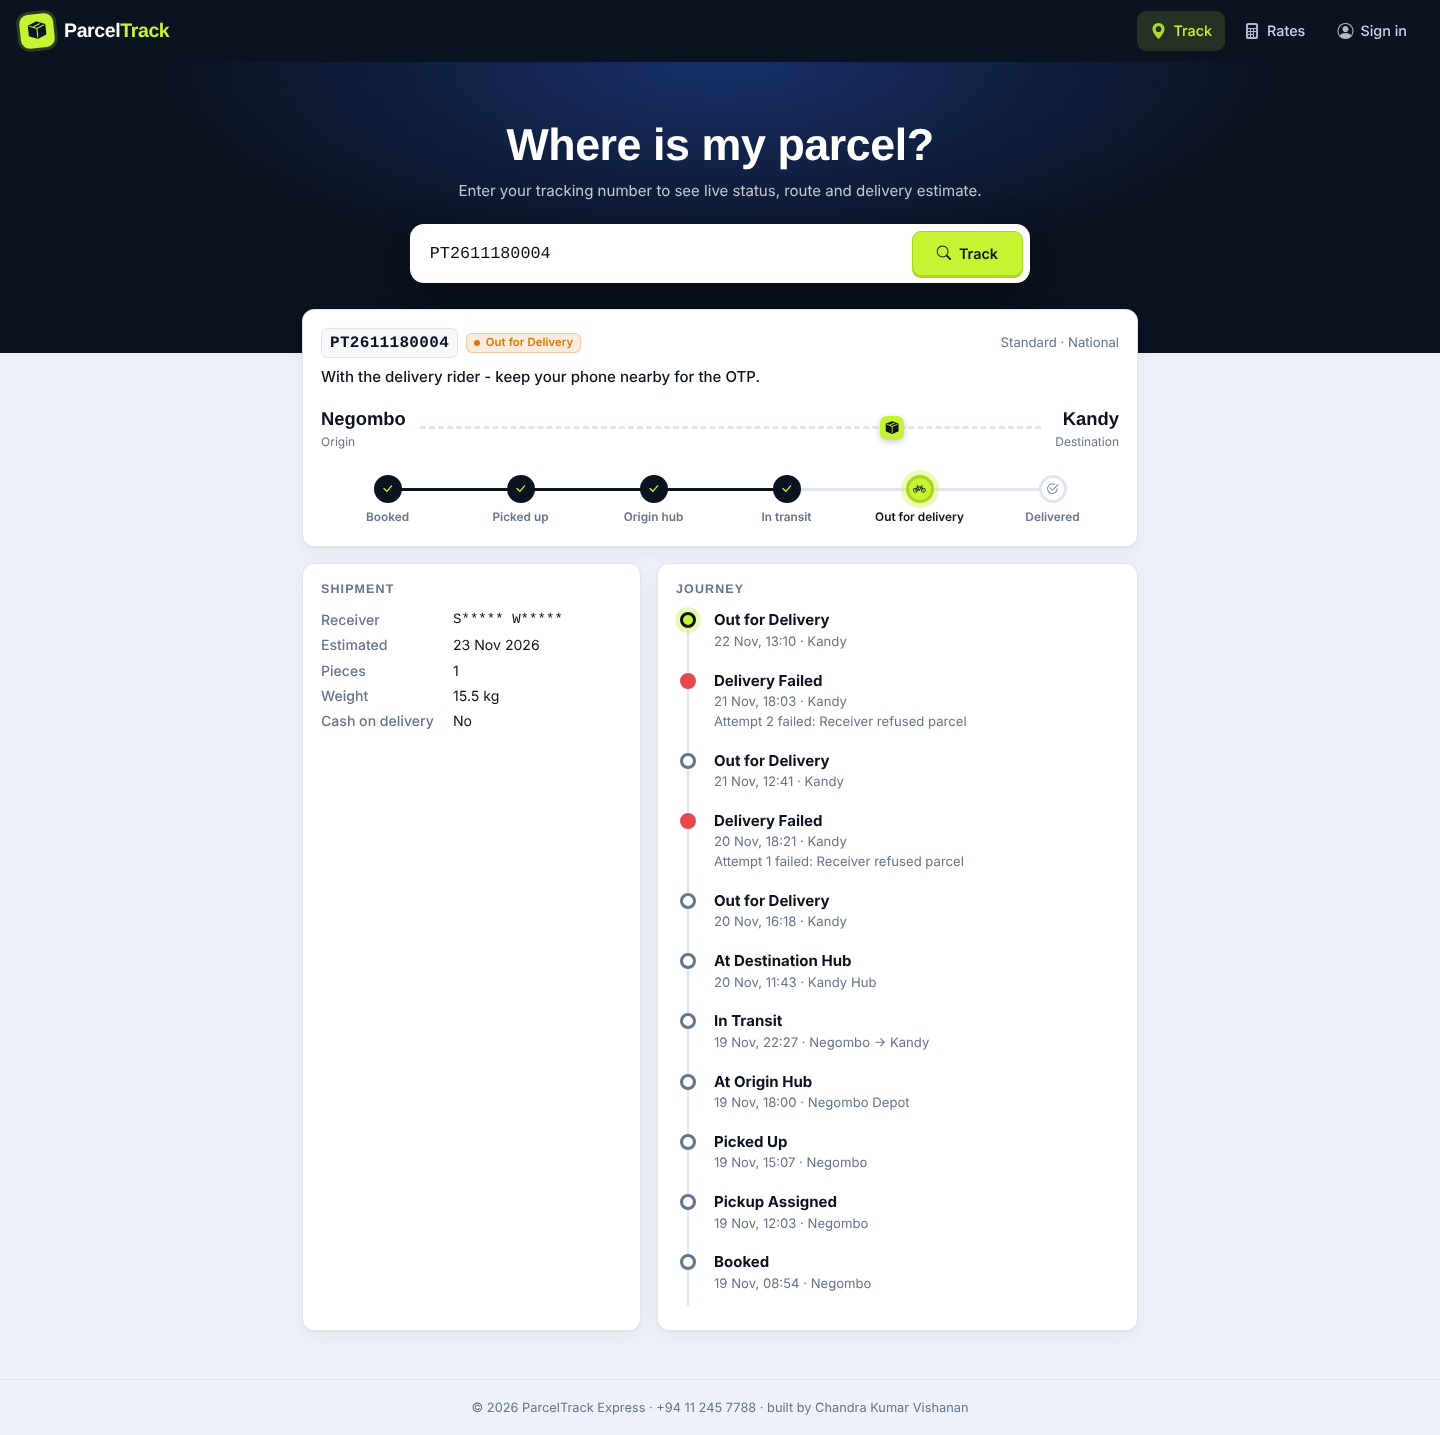 ParcelTrack
Track
Rates
Sign in
Where is my parcel?
Enter your tracking number to see live status, route and delivery estimate.
PT2611180004
Track
PT2611180004
Out for Delivery
Standard · National
With the delivery rider - keep your phone nearby for the OTP.
Negombo
Origin
Kandy
Destination
Booked
Picked up
Origin hub
In transit
Out for delivery
Delivered
SHIPMENT
Receiver S***** W*****
Estimated 23 Nov 2026
Pieces 1
Weight 15.5 kg
Cash on delivery No
JOURNEY
Out for Delivery
22 Nov, 13:10 · Kandy
Delivery Failed
21 Nov, 18:03 · Kandy
Attempt 2 failed: Receiver refused parcel
Out for Delivery
21 Nov, 12:41 · Kandy
Delivery Failed
20 Nov, 18:21 · Kandy
Attempt 1 failed: Receiver refused parcel
Out for Delivery
20 Nov, 16:18 · Kandy
At Destination Hub
20 Nov, 11:43 · Kandy Hub
In Transit
19 Nov, 22:27 · Negombo → Kandy
At Origin Hub
19 Nov, 18:00 · Negombo Depot
Picked Up
19 Nov, 15:07 · Negombo
Pickup Assigned
19 Nov, 12:03 · Negombo
Booked
19 Nov, 08:54 · Negombo
© 2026 ParcelTrack Express · +94 11 245 7788 · built by Chandra Kumar Vishanan